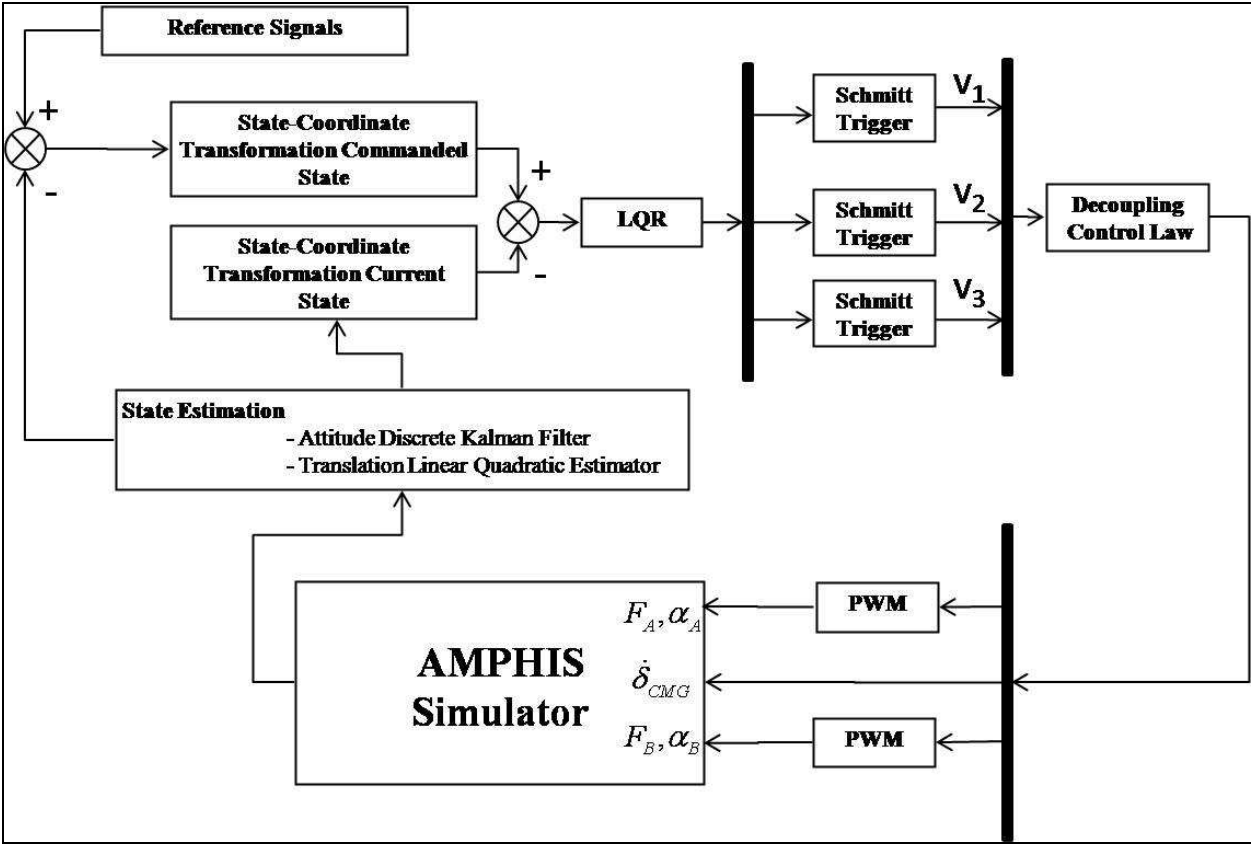 Reference Signals
+
-
State-Coordinate
Transformation Commanded
State
State-Coordinate
Transformation Current
State
+
-
LQR
Schmitt
Trigger
V1
Schmitt
Trigger
V2
Schmitt
Trigger
V3
Decoupling
Control Law
State Estimation
- Attitude Discrete Kalman Filter
- Translation Linear Quadratic Estimator
AMPHIS
Simulator
F_A, α_A
δ̇_CMG
F_B, α_B
PWM
PWM